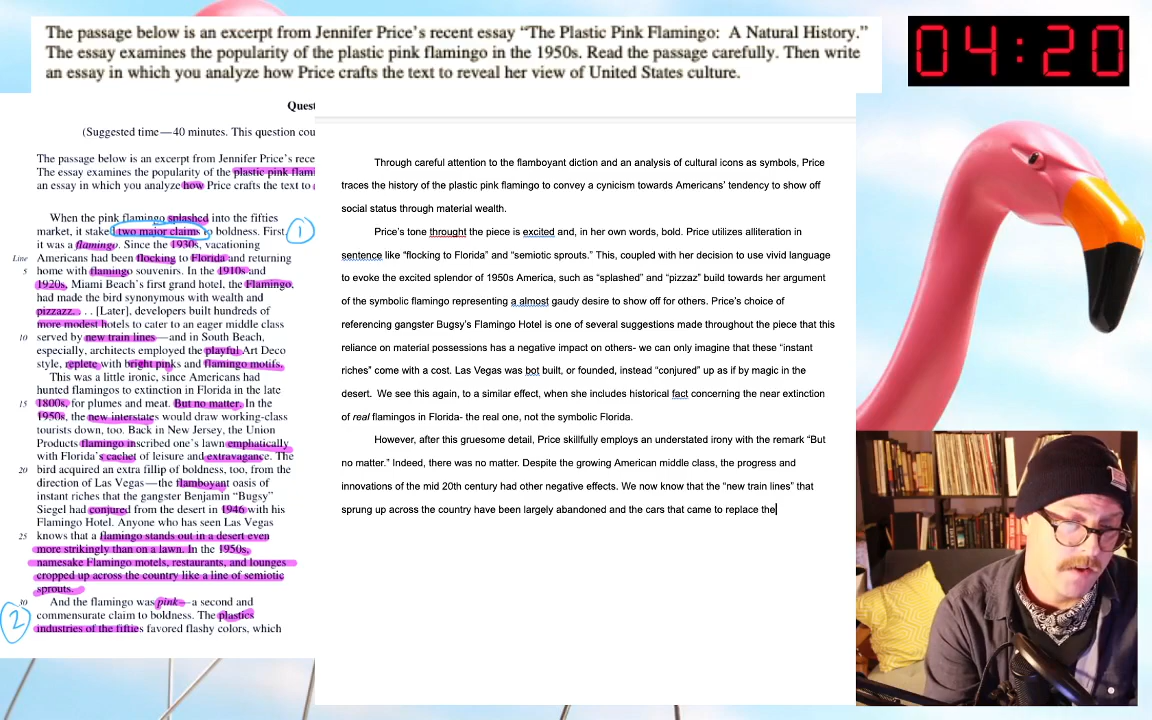 The passage below is an excerpt from Jennifer Price's recent essay “The Plastic Pink Flamingo: A Natural History.”
The essay examines the popularity of the plastic pink flamingo in the 1950s. Read the passage carefully. Then write
an essay in which you analyze how Price crafts the text to reveal her view of United States culture.
04:20
Quest
(Suggested time—40 minutes. This question cou
The passage below is an excerpt from Jennifer Price's rece
The essay examines the popularity of the plastic pink flam
an essay in which you analyze how Price crafts the text to
When the pink flamingo splashed into the fifties
market, it staked two major claims to boldness. First,
1
it was a flamingo. Since the 1930s, vacationing
Line Americans had been flocking to Florida and returning
5 home with flamingo souvenirs. In the 1910s and
1920s, Miami Beach's first grand hotel, the Flamingo,
had made the bird synonymous with wealth and
pizzazz. . . . [Later], developers built hundreds of
more modest hotels to cater to an eager middle class
10 served by new train lines—and in South Beach,
especially, architects employed the playful Art Deco
style, replete with bright pinks and flamingo motifs.
This was a little ironic, since Americans had
hunted flamingos to extinction in Florida in the late
15 1800s, for plumes and meat. But no matter. In the
1950s, the new interstates would draw working-class
tourists down, too. Back in New Jersey, the Union
Products flamingo inscribed one's lawn emphatically
with Florida's cachet of leisure and extravagance. The
20 bird acquired an extra fillip of boldness, too, from the
direction of Las Vegas—the flamboyant oasis of
instant riches that the gangster Benjamin “Bugsy”
Siegel had conjured from the desert in 1946 with his
Flamingo Hotel. Anyone who has seen Las Vegas
25 knows that a flamingo stands out in a desert even
more strikingly than on a lawn. In the 1950s,
namesake Flamingo motels, restaurants, and lounges
cropped up across the country like a line of semiotic
sprouts.
30 And the flamingo was pink—a second and
2
commensurate claim to boldness. The plastics
industries of the fifties favored flashy colors, which
Through careful attention to the flamboyant diction and an analysis of cultural icons as symbols, Price
traces the history of the plastic pink flamingo to convey a cynicism towards Americans' tendency to show off
social status through material wealth.
Price's tone throught the piece is excited and, in her own words, bold. Price utilizes alliteration in
sentence like “flocking to Florida” and “semiotic sprouts.” This, coupled with her decision to use vivid language
to evoke the excited splendor of 1950s America, such as “splashed” and “pizzaz” build towards her argument
of the symbolic flamingo representing a almost gaudy desire to show off for others. Price's choice of
referencing gangster Bugsy's Flamingo Hotel is one of several suggestions made throughout the piece that this
reliance on material possessions has a negative impact on others- we can only imagine that these “instant
riches” come with a cost. Las Vegas was bot built, or founded, instead “conjured” up as if by magic in the
desert. We see this again, to a similar effect, when she includes historical fact concerning the near extinction
of real flamingos in Florida- the real one, not the symbolic Florida.
However, after this gruesome detail, Price skillfully employs an understated irony with the remark “But
no matter.” Indeed, there was no matter. Despite the growing American middle class, the progress and
innovations of the mid 20th century had other negative effects. We now know that the “new train lines” that
sprung up across the country have been largely abandoned and the cars that came to replace the